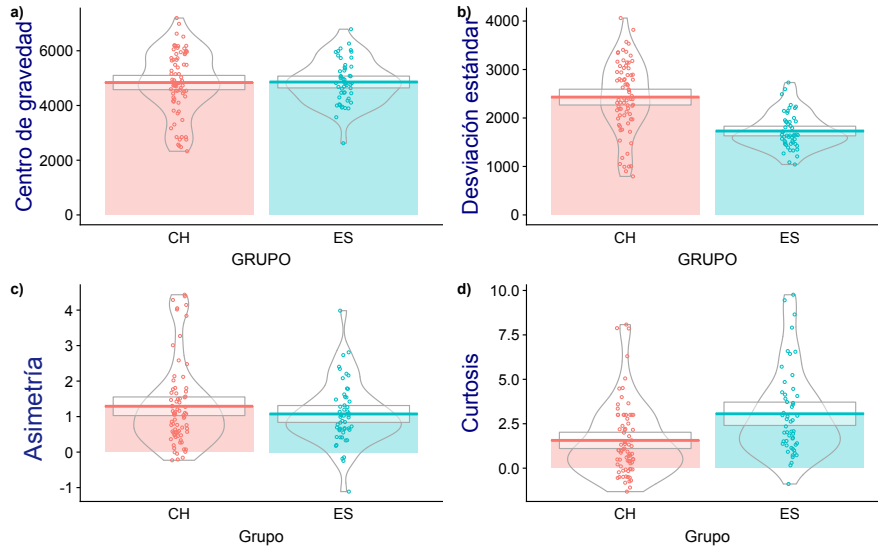 a)
Centro de gravedad
6000
4000
2000
0
CH
ES
GRUPO
b)
Desviación estándar
4000
3000
2000
1000
0
CH
ES
GRUPO
c)
Asimetría
4
3
2
1
0
-1
CH
ES
Grupo
d)
Curtosis
10.0
7.5
5.0
2.5
0.0
CH
ES
Grupo